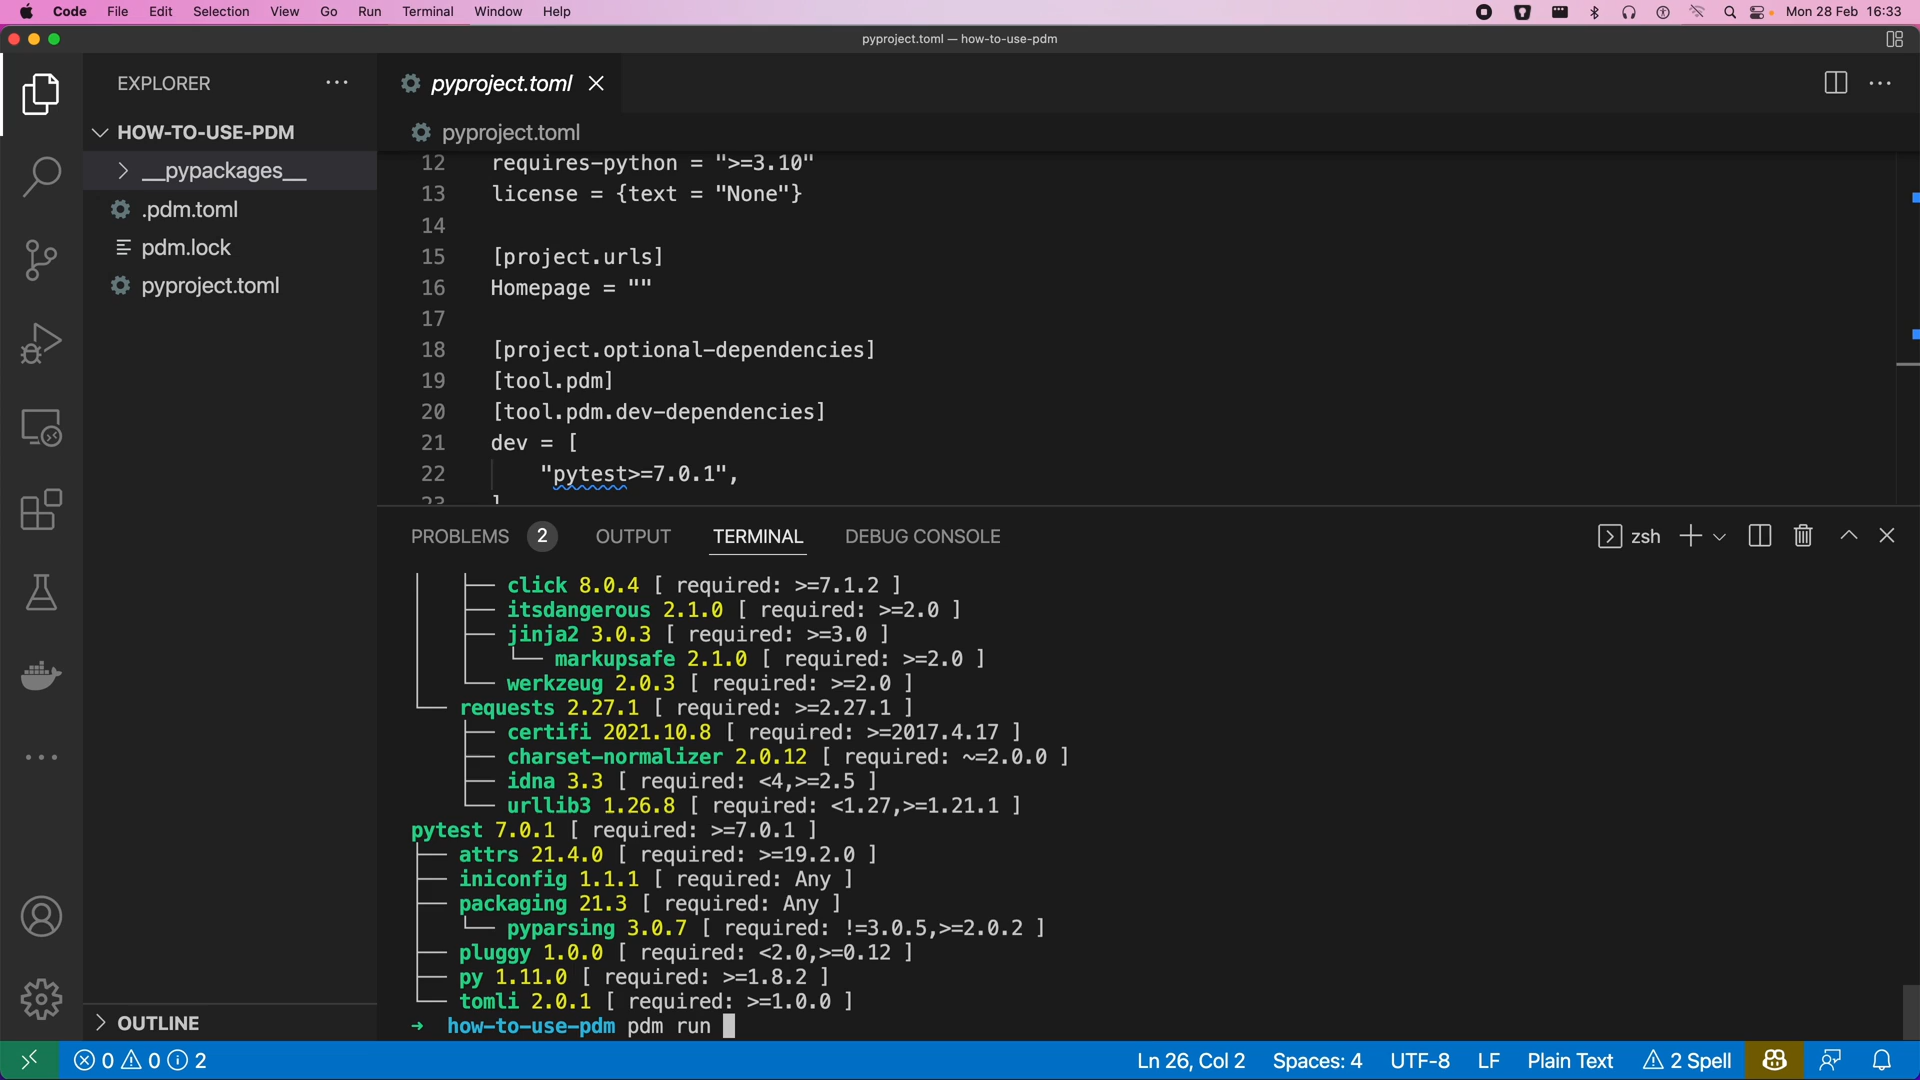 Code File Edit Selection View Go Run Terminal Window Help Mon 28 Feb 16:33
pyproject.toml — how-to-use-pdm
EXPLORER
HOW-TO-USE-PDM
__pypackages__
.pdm.toml
pdm.lock
pyproject.toml
OUTLINE
pyproject.toml
pyproject.toml
12 requires-python = ">=3.10"
13 license = {text = "None"}
14
15 [project.urls]
16 Homepage = ""
17
18 [project.optional-dependencies]
19 [tool.pdm]
20 [tool.pdm.dev-dependencies]
21 dev = [
22 "pytest>=7.0.1",
23 ]
PROBLEMS 2 OUTPUT TERMINAL DEBUG CONSOLE zsh
├── click 8.0.4 [ required: >=7.1.2 ]
├── itsdangerous 2.1.0 [ required: >=2.0 ]
├── jinja2 3.0.3 [ required: >=3.0 ]
│ └── markupsafe 2.1.0 [ required: >=2.0 ]
└── werkzeug 2.0.3 [ required: >=2.0 ]
└── requests 2.27.1 [ required: >=2.27.1 ]
├── certifi 2021.10.8 [ required: >=2017.4.17 ]
├── charset-normalizer 2.0.12 [ required: ~=2.0.0 ]
├── idna 3.3 [ required: <4,>=2.5 ]
└── urllib3 1.26.8 [ required: <1.27,>=1.21.1 ]
pytest 7.0.1 [ required: >=7.0.1 ]
├── attrs 21.4.0 [ required: >=19.2.0 ]
├── iniconfig 1.1.1 [ required: Any ]
├── packaging 21.3 [ required: Any ]
│ └── pyparsing 3.0.7 [ required: !=3.0.5,>=2.0.2 ]
├── pluggy 1.0.0 [ required: <2.0,>=0.12 ]
├── py 1.11.0 [ required: >=1.8.2 ]
└── tomli 2.0.1 [ required: >=1.0.0 ]
➜ how-to-use-pdm pdm run
0 0 2 Ln 26, Col 2 Spaces: 4 UTF-8 LF Plain Text 2 Spell